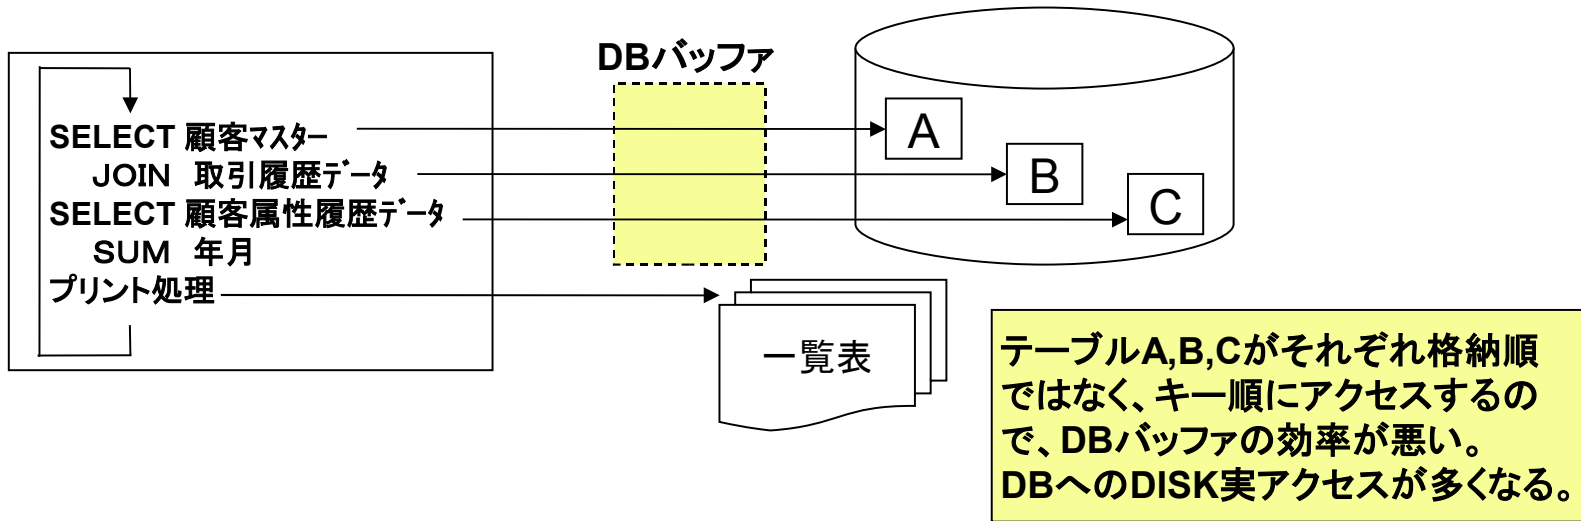 DBバッファ
SELECT 顧客マスター
JOIN 取引履歴データ
SELECT 顧客属性履歴データ
SUM 年月
プリント処理
A
B
C
一覧表
テーブルA,B,Cがそれぞれ格納順
ではなく、キー順にアクセスするの
で、DBバッファの効率が悪い。
DBへのDISK実アクセスが多くなる。